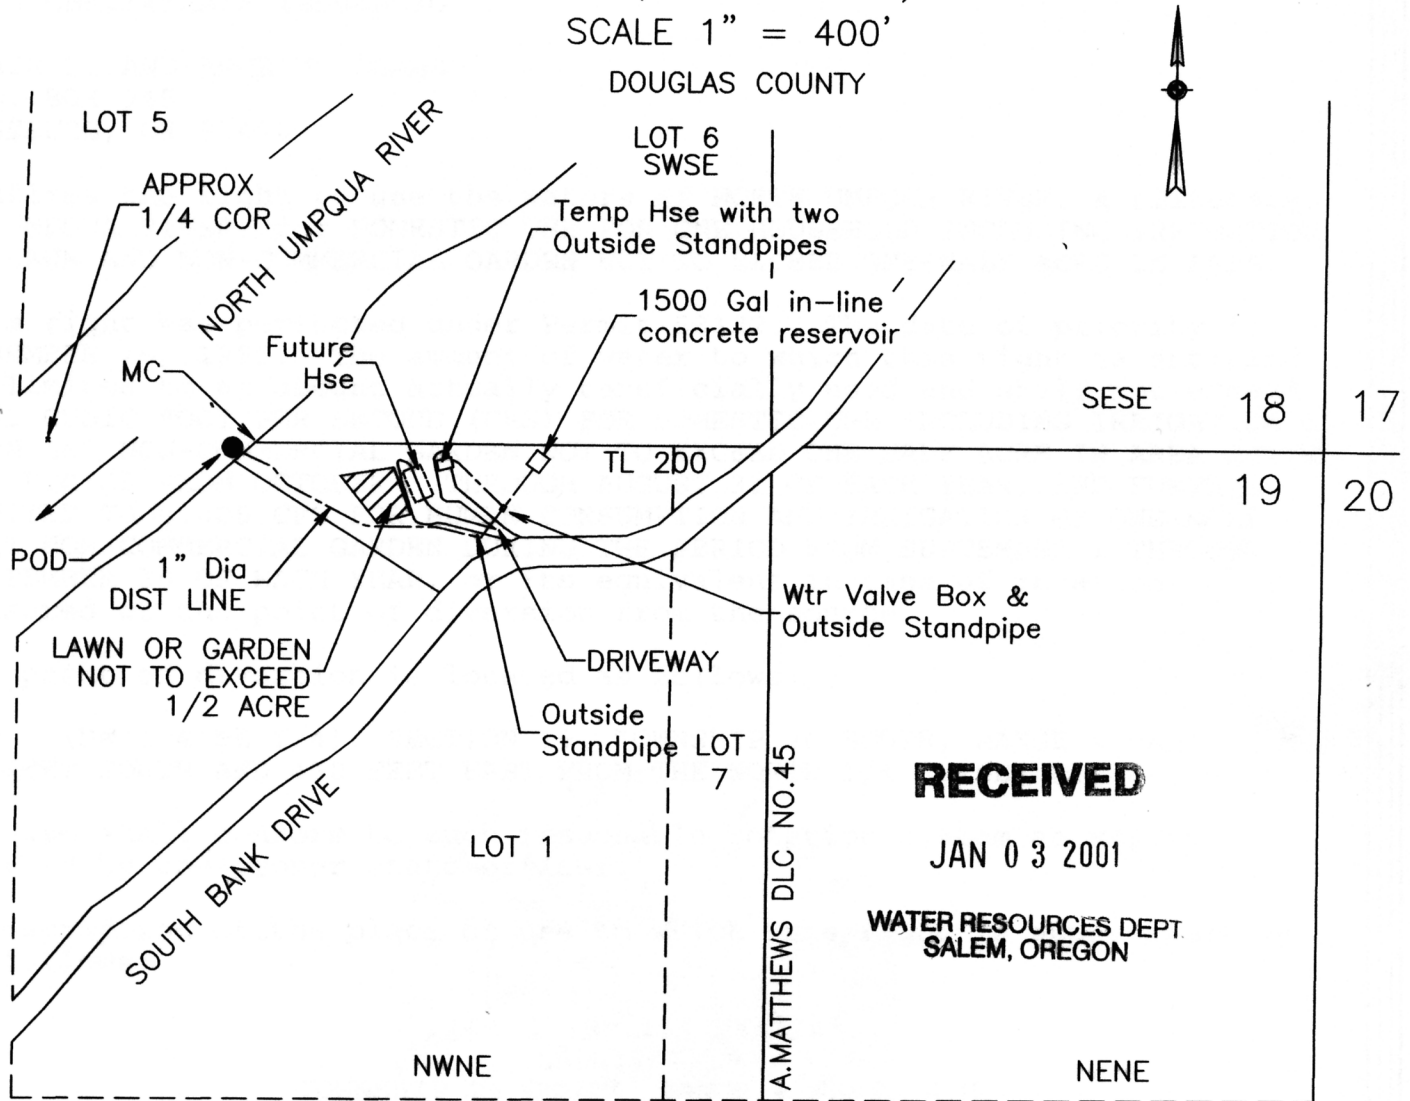 SCALE 1" = 400'
DOUGLAS COUNTY
LOT 5
LOT 6
SWSE
APPROX
1/4 COR
NORTH UMPQUA RIVER
Temp Hse with two
Outside Standpipes
1500 Gal in-line
concrete reservoir
Future
Hse
MC
SESE
18
17
TL 200
19
20
POD
1" Dia
DIST LINE
Wtr Valve Box &
Outside Standpipe
LAWN OR GARDEN
NOT TO EXCEED
1/2 ACRE
DRIVEWAY
Outside
Standpipe
LOT
7
SOUTH BANK DRIVE
LOT 1
A.MATTHEWS DLC NO.45
RECEIVED
JAN 03 2001
WATER RESOURCES DEPT
SALEM, OREGON
NWNE
NENE